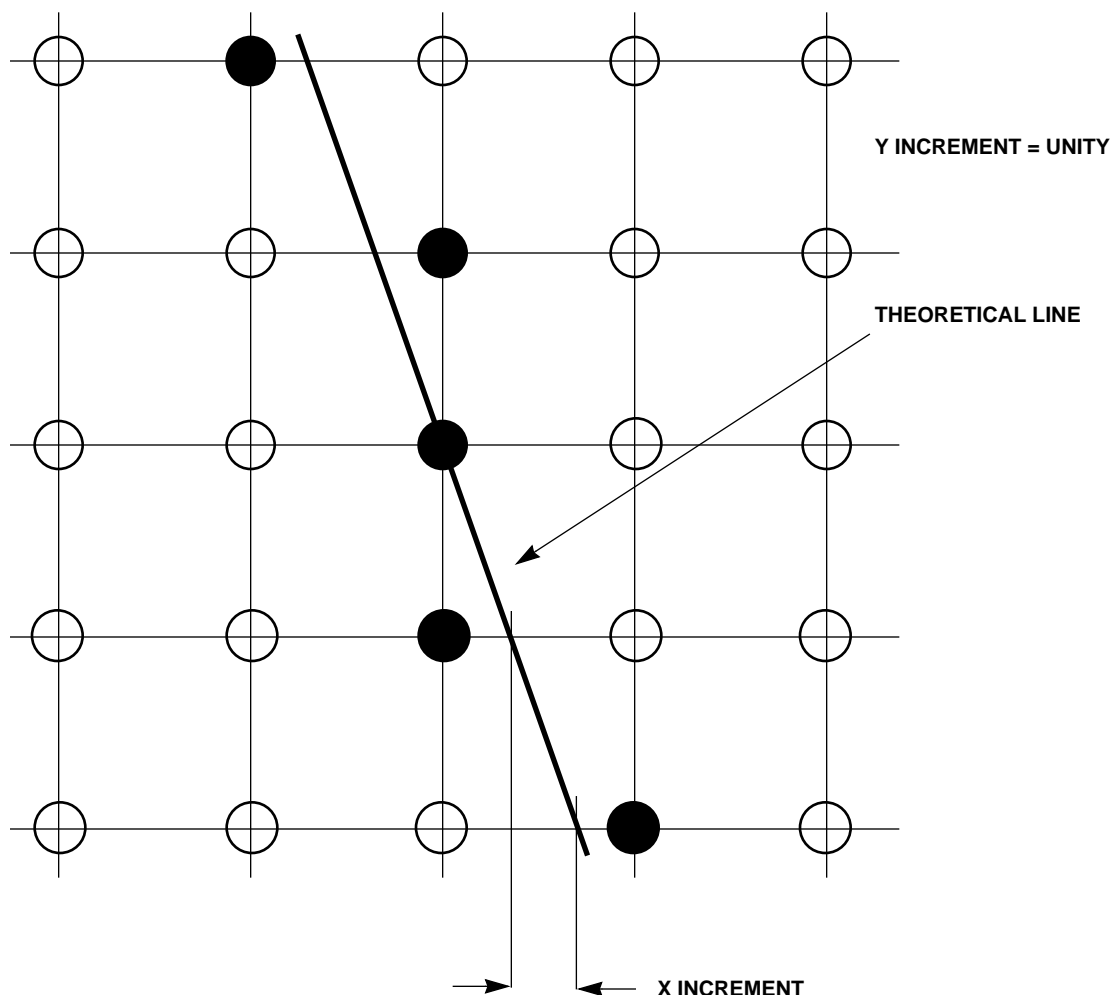 Y INCREMENT = UNITY
THEORETICAL LINE
X INCREMENT